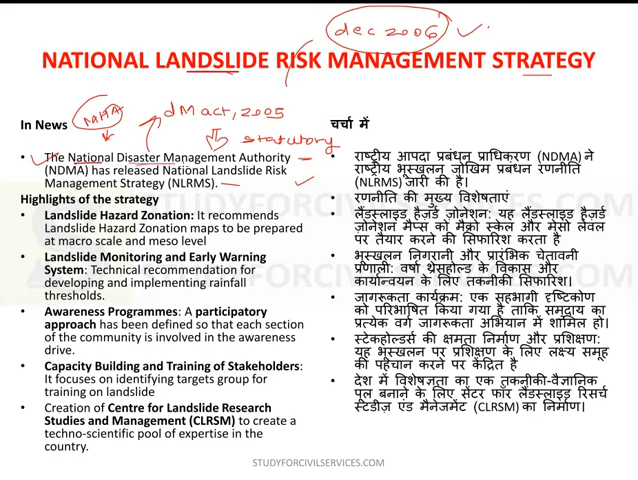 dec 2006
NATIONAL LANDSLIDE RISK MANAGEMENT STRATEGY
MHA
dM act, 2005
statutory
In News
• The National Disaster Management Authority
(NDMA) has released National Landslide Risk
Management Strategy (NLRMS).
Highlights of the strategy
• Landslide Hazard Zonation: It recommends
Landslide Hazard Zonation maps to be prepared
at macro scale and meso level
• Landslide Monitoring and Early Warning
System: Technical recommendation for
developing and implementing rainfall
thresholds.
• Awareness Programmes: A participatory
approach has been defined so that each section
of the community is involved in the awareness
drive.
• Capacity Building and Training of Stakeholders:
It focuses on identifying targets group for
training on landslide
• Creation of Centre for Landslide Research
Studies and Management (CLRSM) to create a
techno-scientific pool of expertise in the
country.
चर्चा में
• राष्ट्रीय आपदा प्रबंधन प्राधिकरण (NDMA) ने
राष्ट्रीय भूस्खलन जोखिम प्रबंधन रणनीति
(NLRMS) जारी की है।
• रणनीति की मुख्य विशेषताएं
• लैंडस्लाइड हैज़र्ड ज़ोनेशन: यह लैंडस्लाइड हैज़र्ड
ज़ोनेशन मैप्स को मैक्रो स्केल और मेसो लेवल
पर तैयार करने की सिफारिश करता है
• भूस्खलन निगरानी और प्रारंभिक चेतावनी
प्रणाली: वर्षा थ्रेसहोल्ड के विकास और
कार्यान्वयन के लिए तकनीकी सिफारिश।
• जागरूकता कार्यक्रम: एक सहभागी दृष्टिकोण
को परिभाषित किया गया है ताकि समुदाय का
प्रत्येक वर्ग जागरूकता अभियान में शामिल हो।
• स्टेकहोल्डर्स की क्षमता निर्माण और प्रशिक्षण:
यह भूस्खलन पर प्रशिक्षण के लिए लक्ष्य समूह
की पहचान करने पर केंद्रित है
• देश में विशेषज्ञता का एक तकनीकी-वैज्ञानिक
पूल बनाने के लिए सेंटर फॉर लैंडस्लाइड रिसर्च
स्टडीज़ एंड मैनेजमेंट (CLRSM) का निर्माण।
STUDYFORCIVILSERVICES.COM